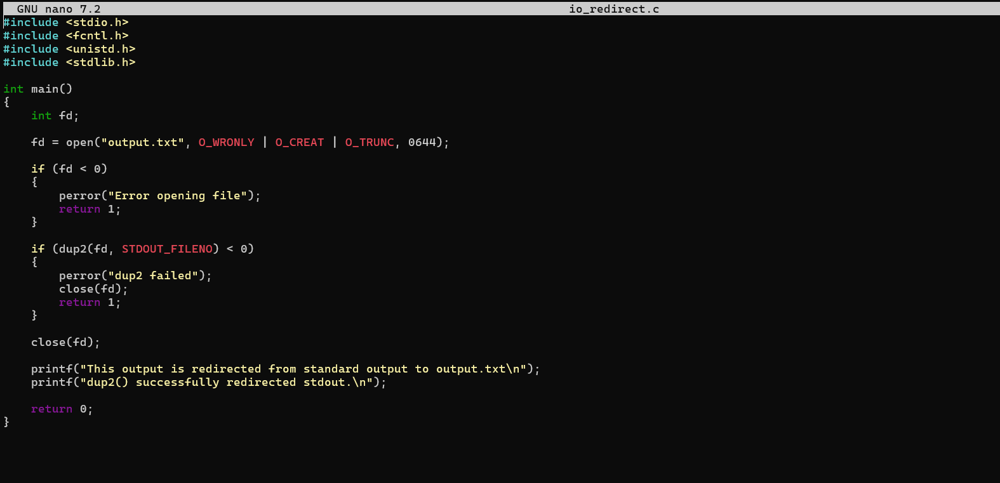 GNU nano 7.2 io_redirect.c
#include <stdio.h>
#include <fcntl.h>
#include <unistd.h>
#include <stdlib.h>

int main()
{
    int fd;

    fd = open("output.txt", O_WRONLY | O_CREAT | O_TRUNC, 0644);

    if (fd < 0)
    {
        perror("Error opening file");
        return 1;
    }

    if (dup2(fd, STDOUT_FILENO) < 0)
    {
        perror("dup2 failed");
        close(fd);
        return 1;
    }

    close(fd);

    printf("This output is redirected from standard output to output.txt\n");
    printf("dup2() successfully redirected stdout.\n");

    return 0;
}